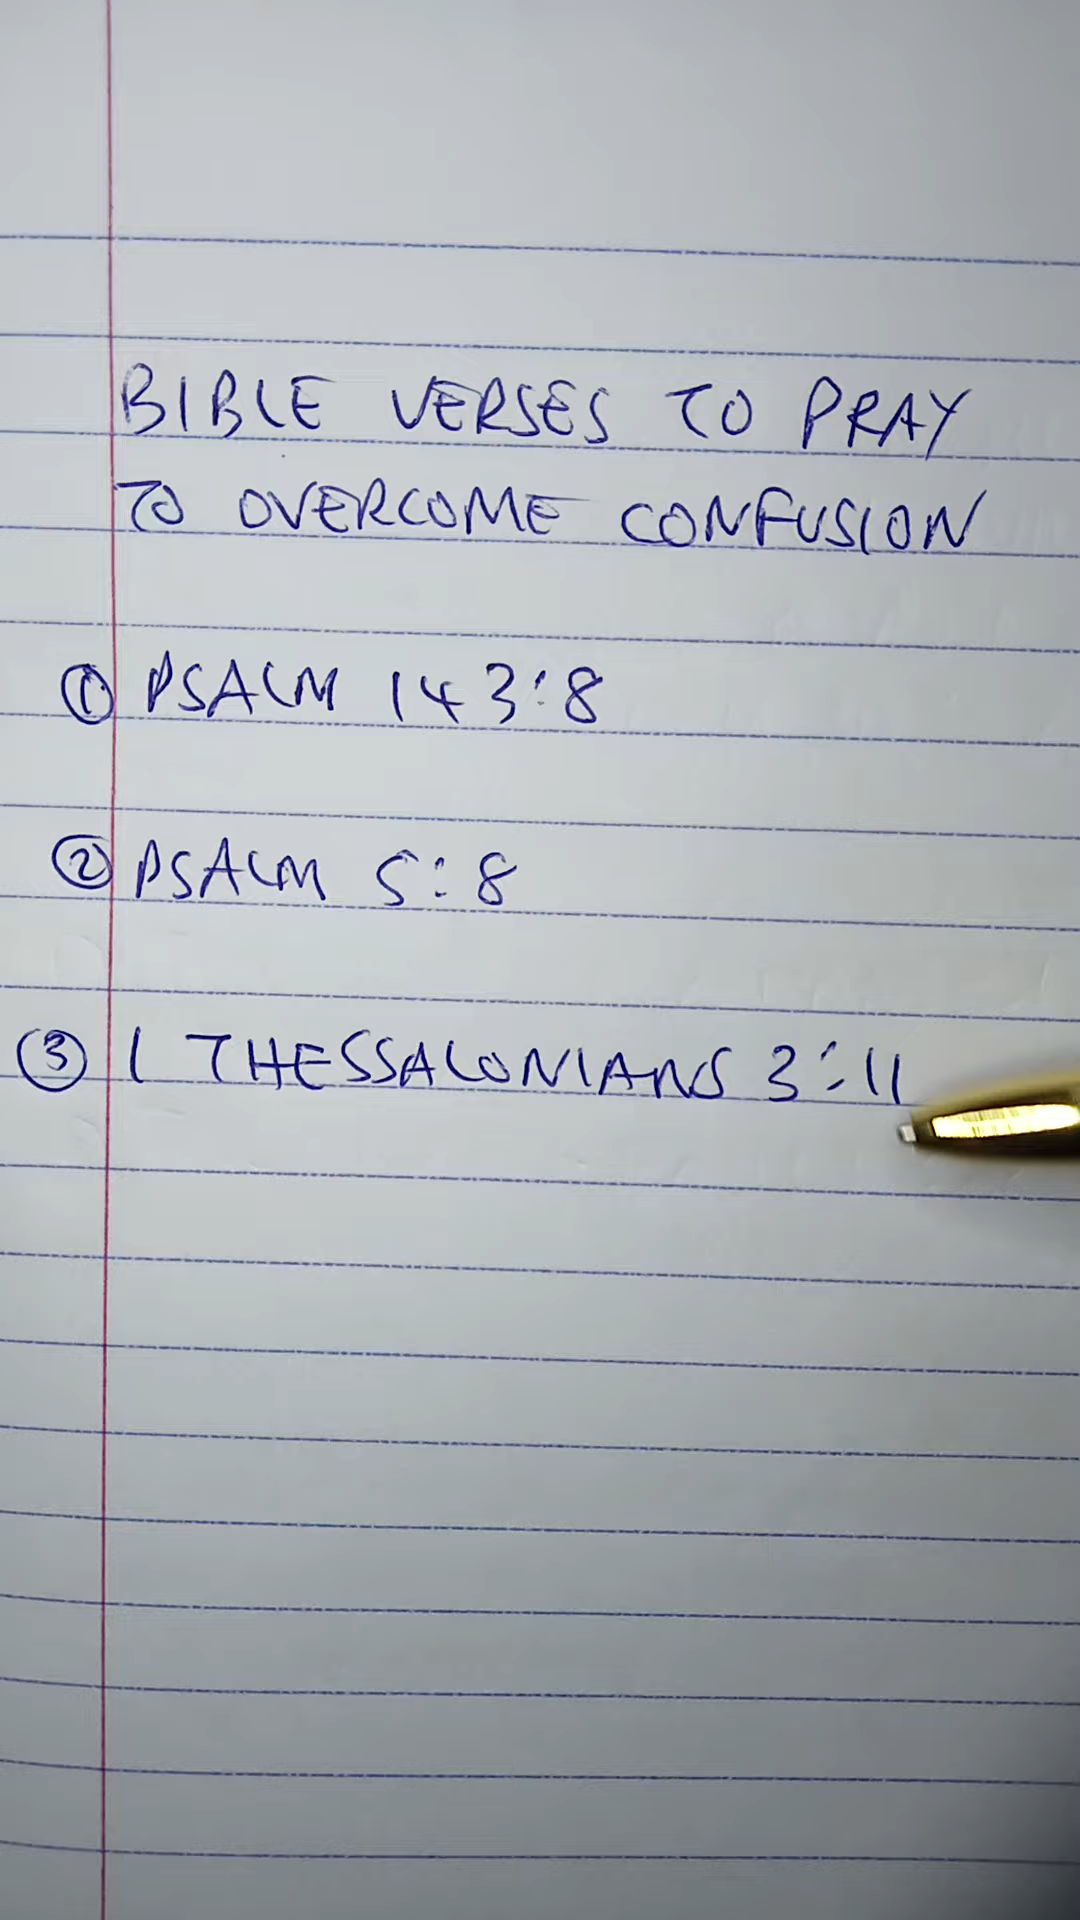 BIBLE VERSES TO PRAY
TO OVERCOME CONFUSION
① PSALM 143:8
② PSALM 5:8
③ 1 THESSALONIANS 3:11